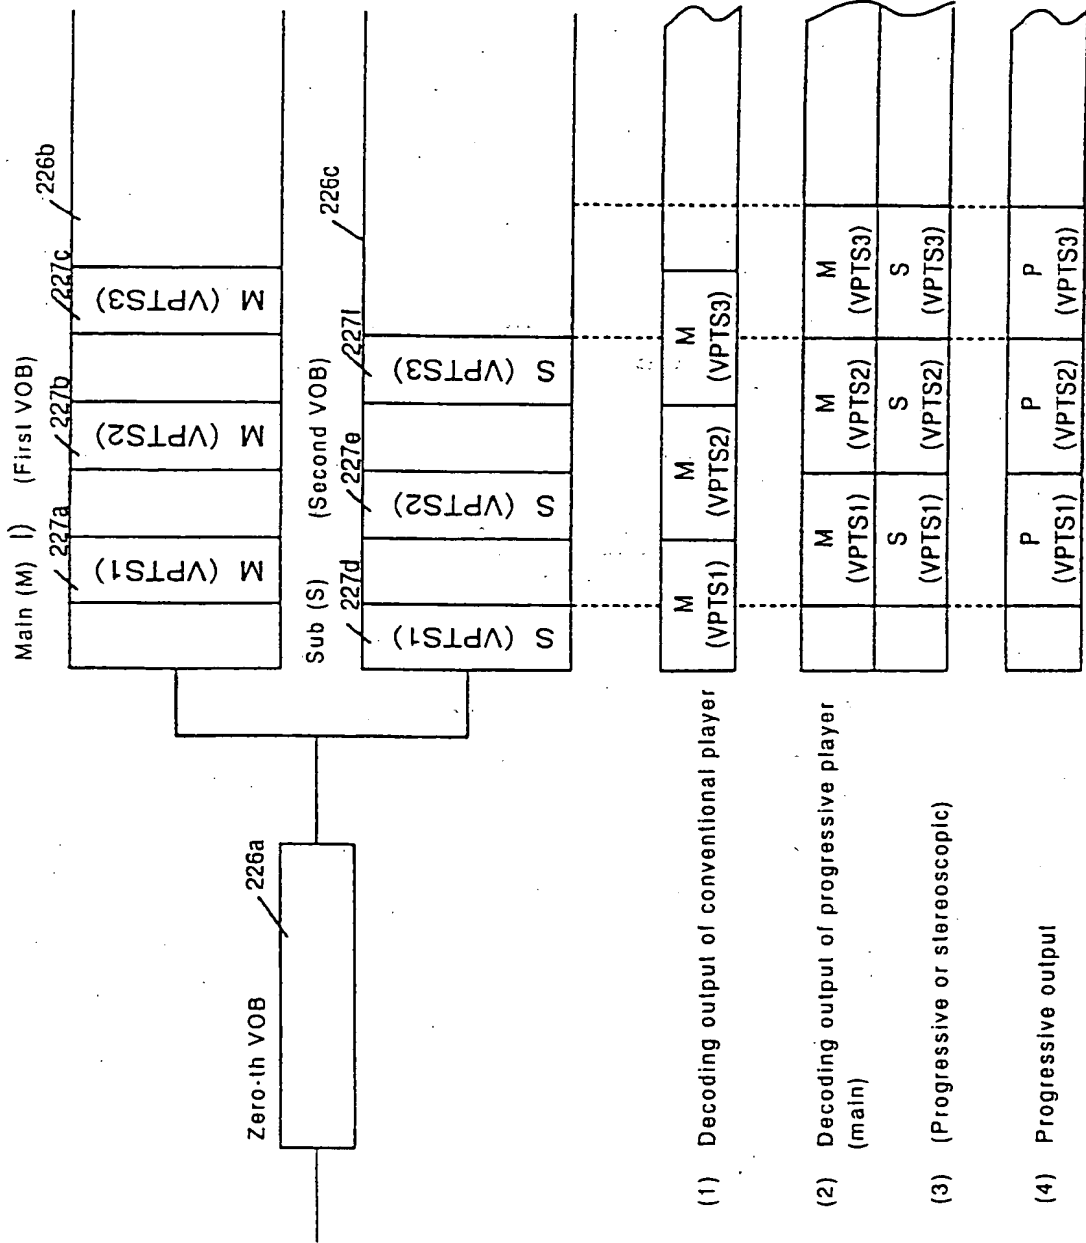 Main (M) I) (First VOB)
227a 227b 227c 226b
M (VPTS1) M (VPTS2) M (VPTS3)
Zero-th VOB
226a
Sub (S) (Second VOB)
227d 227e 227f 226c
S (VPTS1) S (VPTS2) S (VPTS3)
(1) Decoding output of conventional player
M
(VPTS1)
M
(VPTS2)
M
(VPTS3)
(2) Decoding output of progressive player
(main)
M
(VPTS1)
M
(VPTS2)
M
(VPTS3)
(3) (Progressive or stereoscopic)
S
(VPTS1)
S
(VPTS2)
S
(VPTS3)
(4) Progressive output
P
(VPTS1)
P
(VPTS2)
P
(VPTS3)